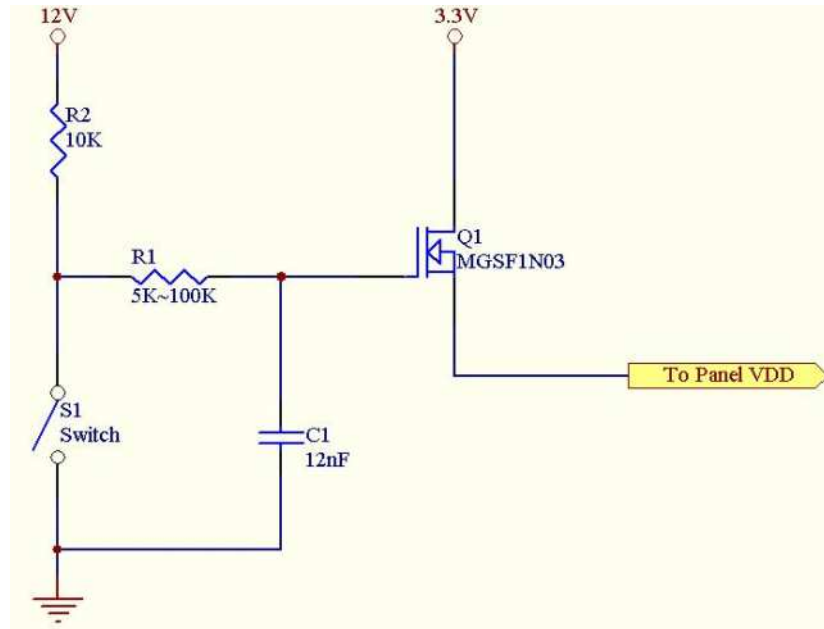 12V
3.3V
R2
10K
R1
5K~100K
Q1
MGSF1N03
To Panel VDD
S1
Switch
C1
12nF